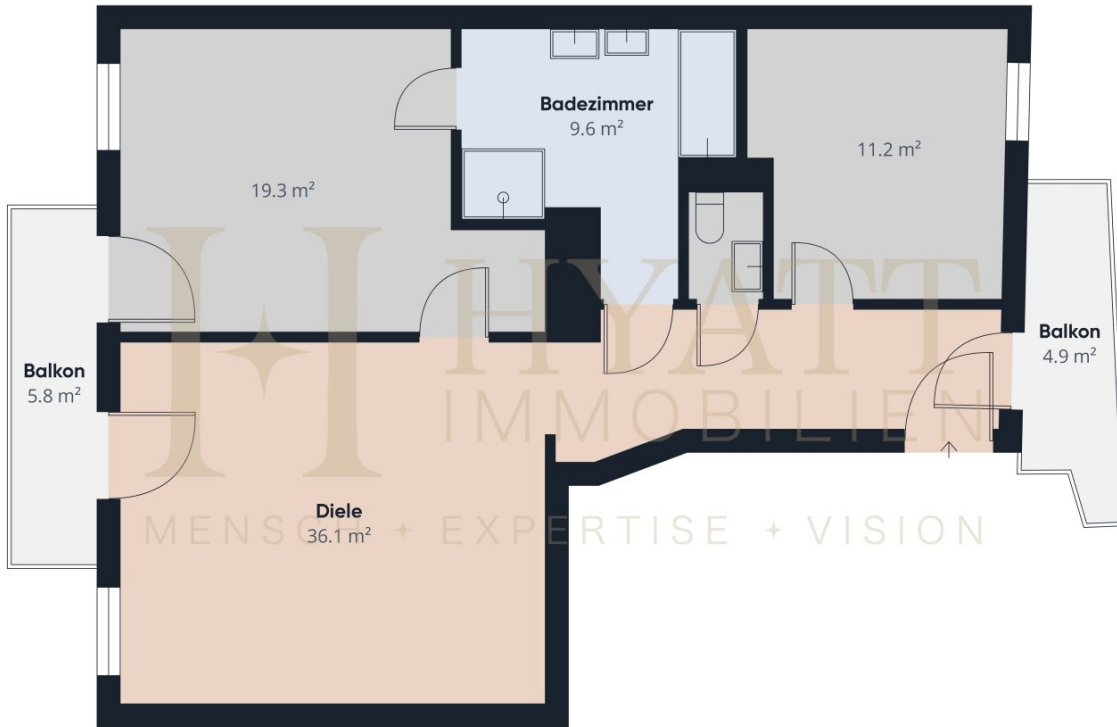 Badezimmer
9.6 m²
11.2 m²
19.3 m²
HYATT
IMMOBILIEN
Balkon
4.9 m²
Balkon
5.8 m²
Diele
36.1 m²
MENSCH + EXPERTISE + VISION